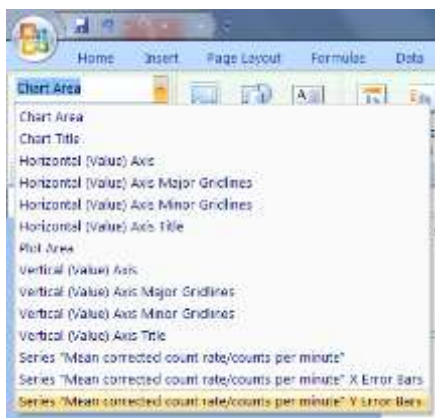 Home Insert Page Layout Formulas Data
Chart Area
Chart Area
Chart Title
Horizontal (Value) Axis
Horizontal (Value) Axis Major Gridlines
Horizontal (Value) Axis Minor Gridlines
Horizontal (Value) Axis Title
Plot Area
Vertical (Value) Axis
Vertical (Value) Axis Major Gridlines
Vertical (Value) Axis Minor Gridlines
Vertical (Value) Axis Title
Series "Mean corrected count rate/counts per minute"
Series "Mean corrected count rate/counts per minute" X Error Bars
Series "Mean corrected count rate/counts per minute" Y Error Bars